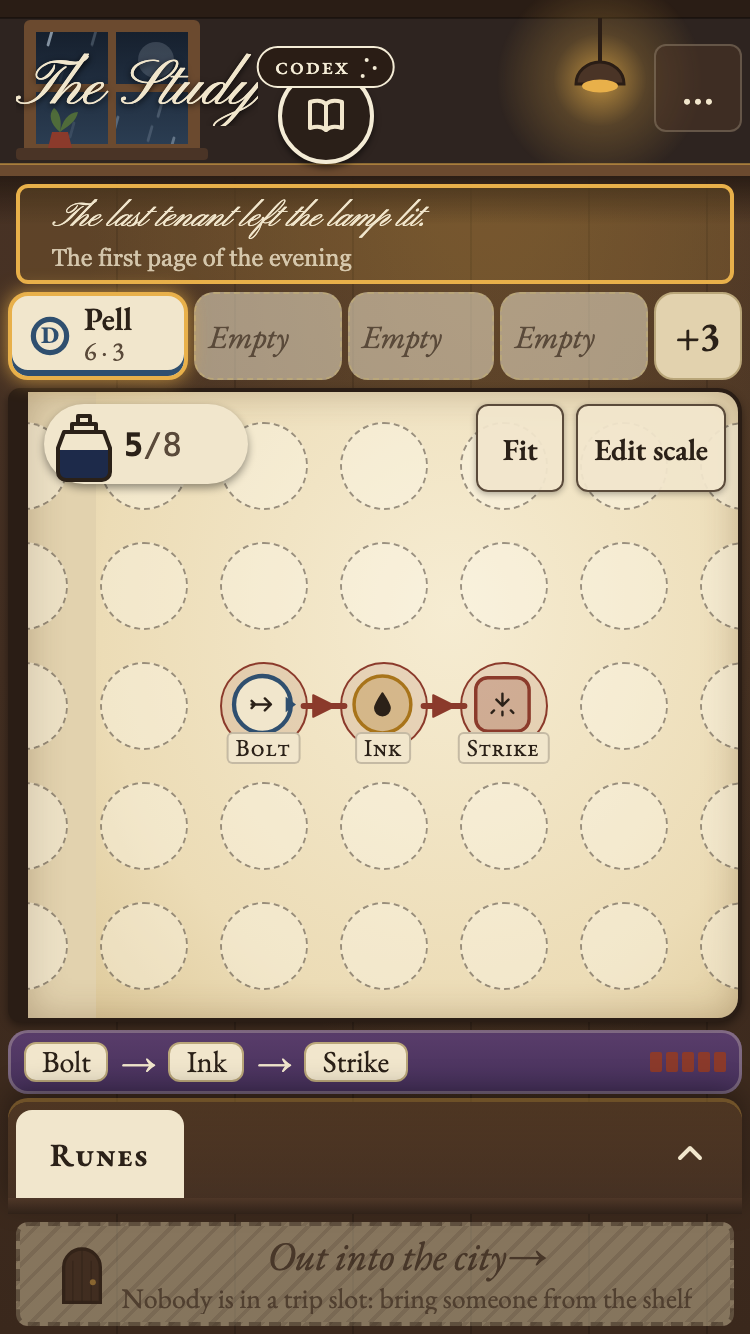 The Study
CODEX
...
The last tenant left the lamp lit.
The first page of the evening
D
Pell
6·3
Empty
Empty
Empty
+3
5/8
Fit
Edit scale
BOLT
INK
STRIKE
Bolt → Ink → Strike
RUNES
Out into the city→
Nobody is in a trip slot: bring someone from the shelf